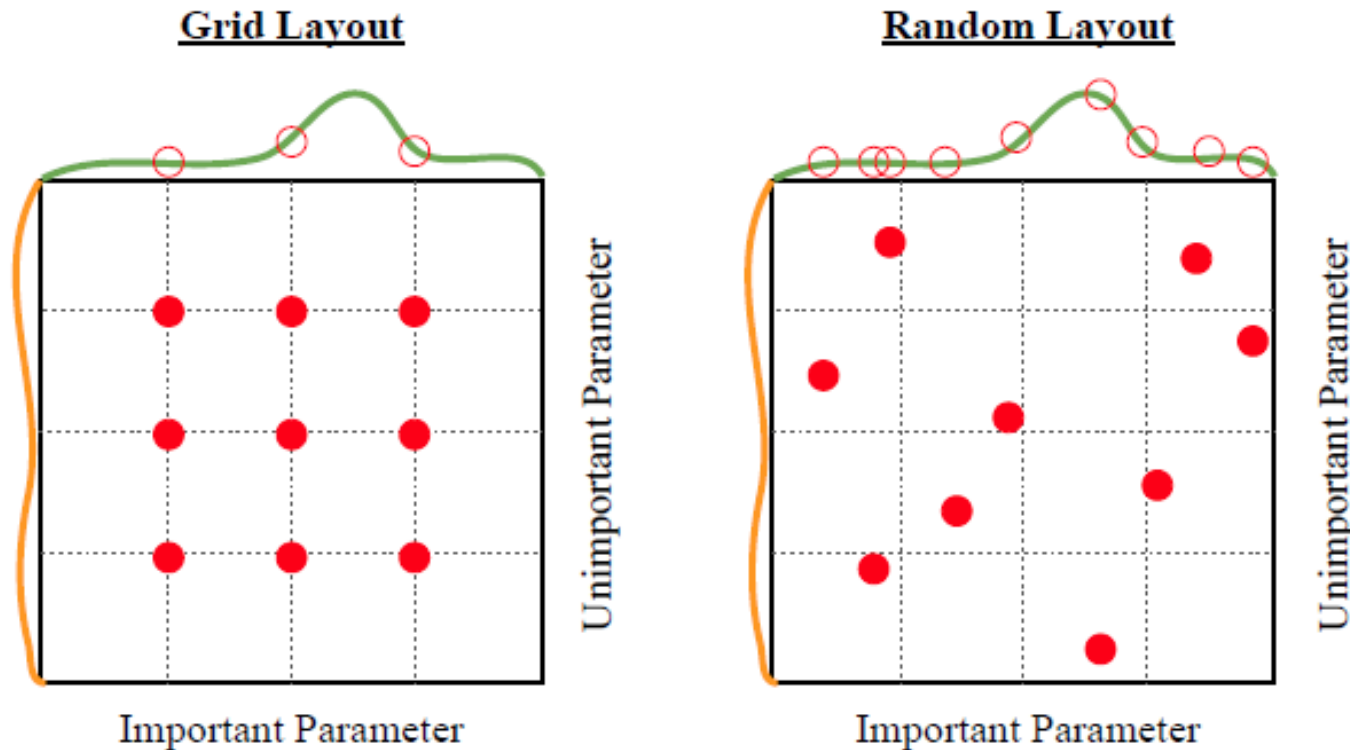 Grid Layout
Random Layout
Unimportant Parameter
Unimportant Parameter
Important Parameter
Important Parameter